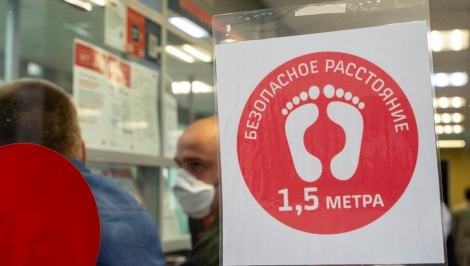 БЕЗОПАСНОЕ РАССТОЯНИЕ
1,5 МЕТРА